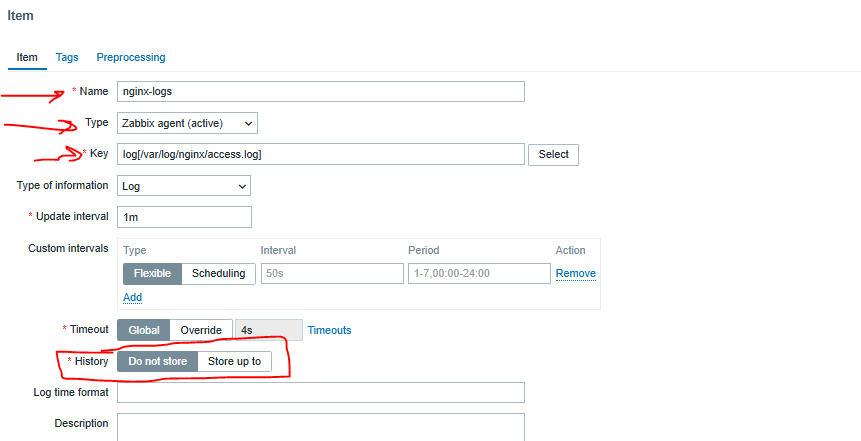 Item
Item Tags Preprocessing
* Name nginx-logs
Type Zabbix agent (active)
* Key log[/var/log/nginx/access.log] Select
Type of information Log
* Update interval 1m
Custom intervals Type Interval Period Action
Flexible Scheduling 50s 1-7,00:00-24:00 Remove
Add
* Timeout Global Override 4s Timeouts
* History Do not store Store up to
Log time format
Description